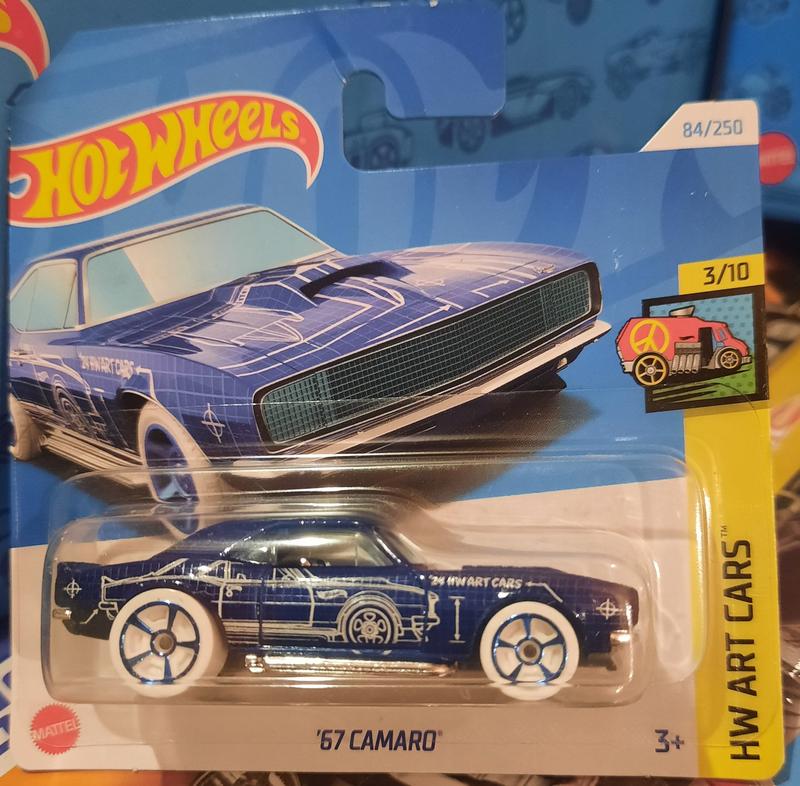 HOT WHEELS
84/250
3/10
'24 HW ART CARS
'24 HW ART CARS
HW ART CARS™
MATTEL
'67 CAMARO®
3+
MATTEL